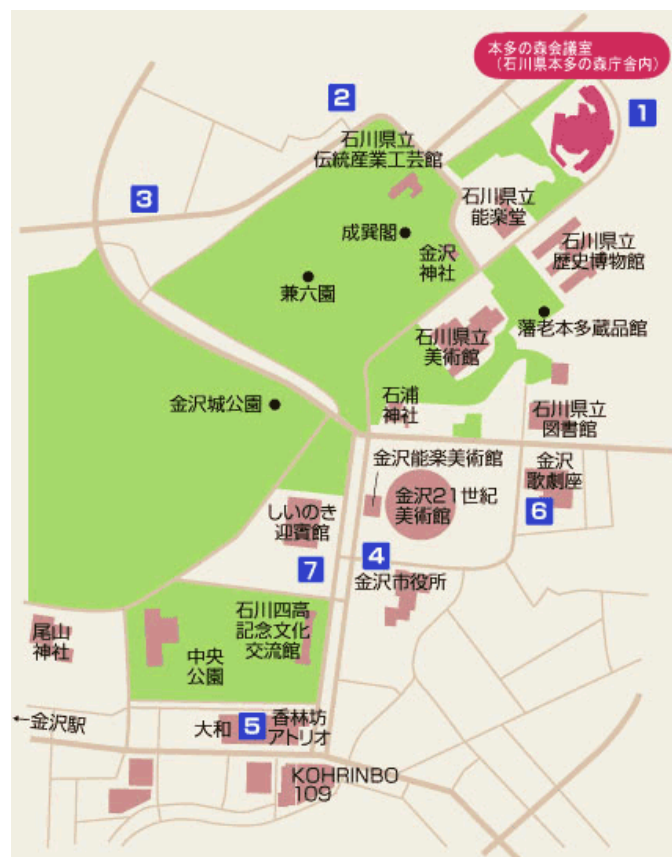 本多の森会議室
(石川県本多の森庁舎内)
1
2
石川県立
伝統産業工芸館
3
石川県立
能楽堂
成巽閣
金沢
神社
石川県立
歴史博物館
兼六園
藩老本多蔵品館
石川県立
美術館
金沢城公園
石浦
神社
石川県立
図書館
金沢能楽美術館
金沢
歌劇座
金沢21世紀
美術館
6
しいのき
迎賓館
4
7
金沢市役所
尾山
神社
石川四高
記念文化
交流館
中央
公園
←金沢駅
大和
5
香林坊
アトリオ
KOHRINBO
109